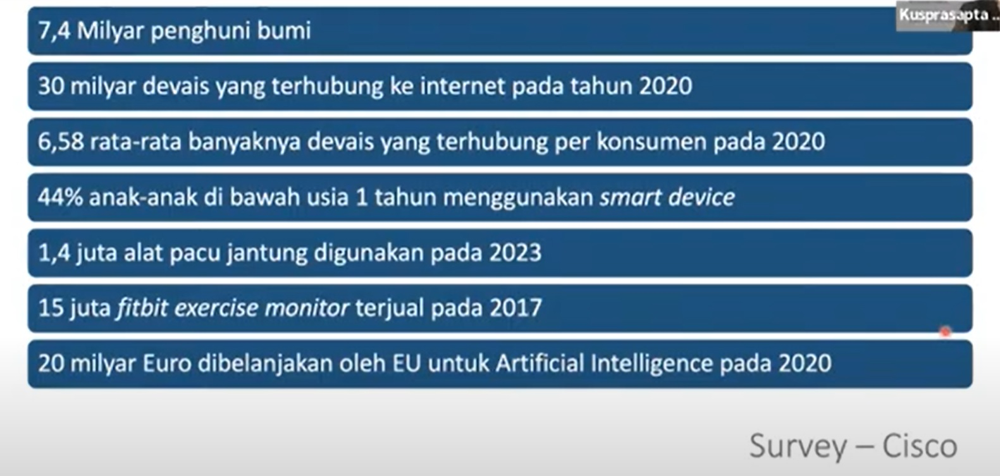 Kusprasapta ..
7,4 Milyar penghuni bumi
30 milyar devais yang terhubung ke internet pada tahun 2020
6,58 rata-rata banyaknya devais yang terhubung per konsumen pada 2020
44% anak-anak di bawah usia 1 tahun menggunakan smart device
1,4 juta alat pacu jantung digunakan pada 2023
15 juta fitbit exercise monitor terjual pada 2017
20 milyar Euro dibelanjakan oleh EU untuk Artificial Intelligence pada 2020
Survey – Cisco